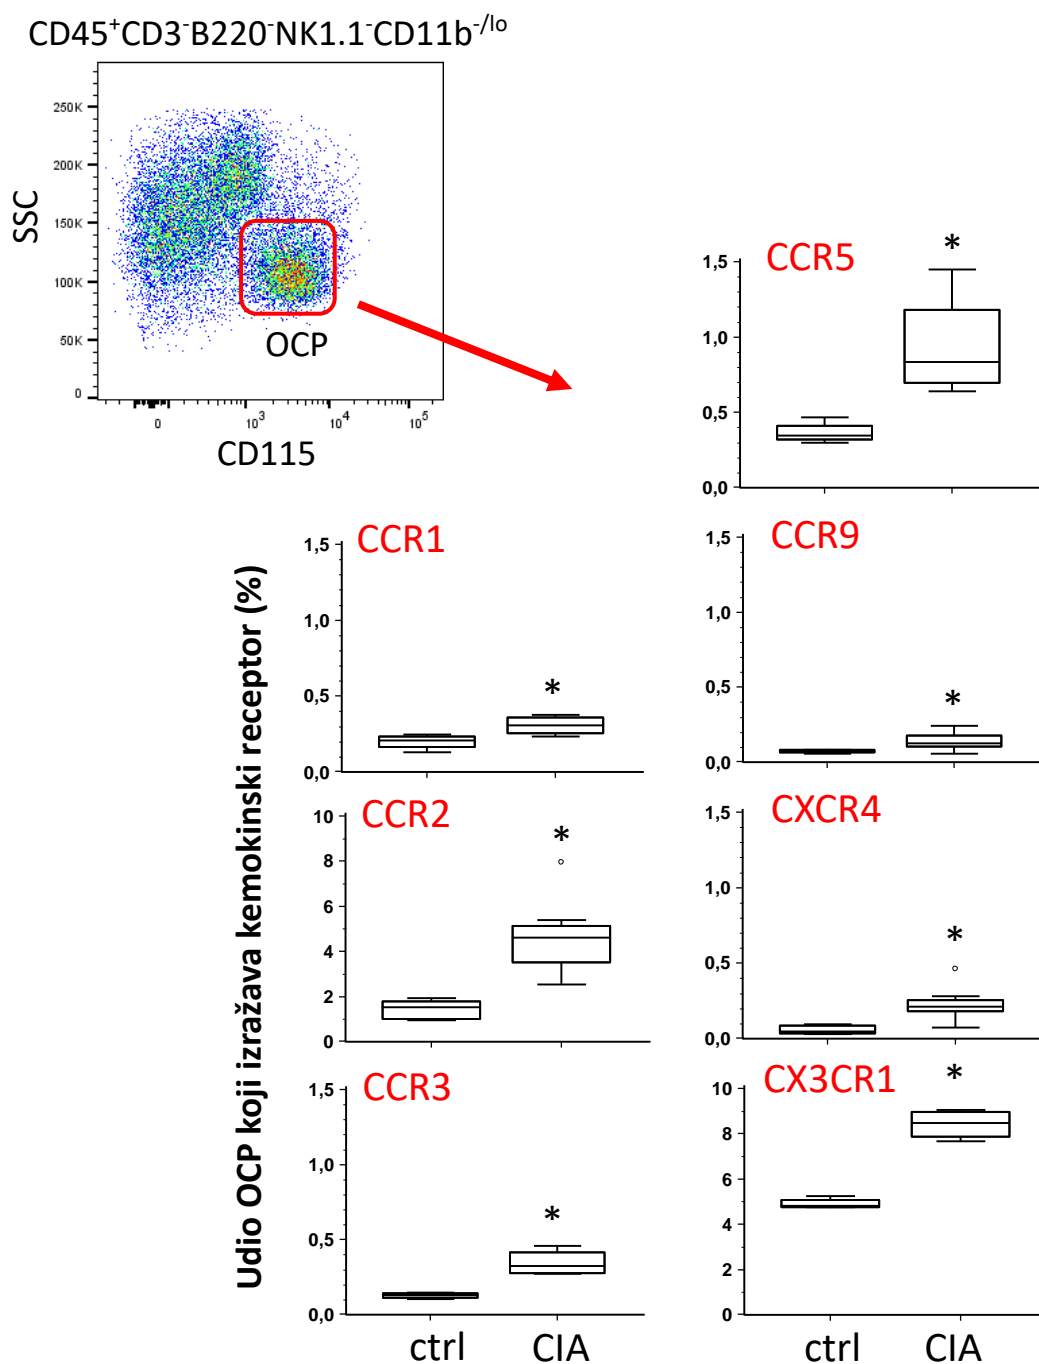 CD45⁺CD3⁻B220⁻NK1.1⁻CD11b⁻/ˡᵒ
250K
200K
150K
100K
50K
0
SSC
OCP
0 10³ 10⁴ 10⁵
CD115
Udio OCP koji izražava kemokinski receptor (%)
CCR5
*
1,5
1,0
0,5
0,0
CCR1
*
1,5
1,0
0,5
0,0
CCR9
*
1,5
1,0
0,5
0,0
CCR2
*
10
8
6
4
2
0
CXCR4
*
1,5
1,0
0,5
0,0
CCR3
*
1,5
1,0
0,5
0,0
CX3CR1
*
10
8
6
4
2
0
ctrl CIA
ctrl CIA